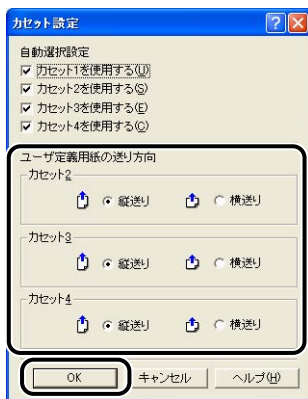 カセット設定
自動選択設定
カセット1を使用する(U)
カセット2を使用する(S)
カセット3を使用する(E)
カセット4を使用する(C)
ユーザ定義用紙の送り方向
カセット2
縦送り 横送り
カセット3
縦送り 横送り
カセット4
縦送り 横送り
OK キャンセル ヘルプ(H)